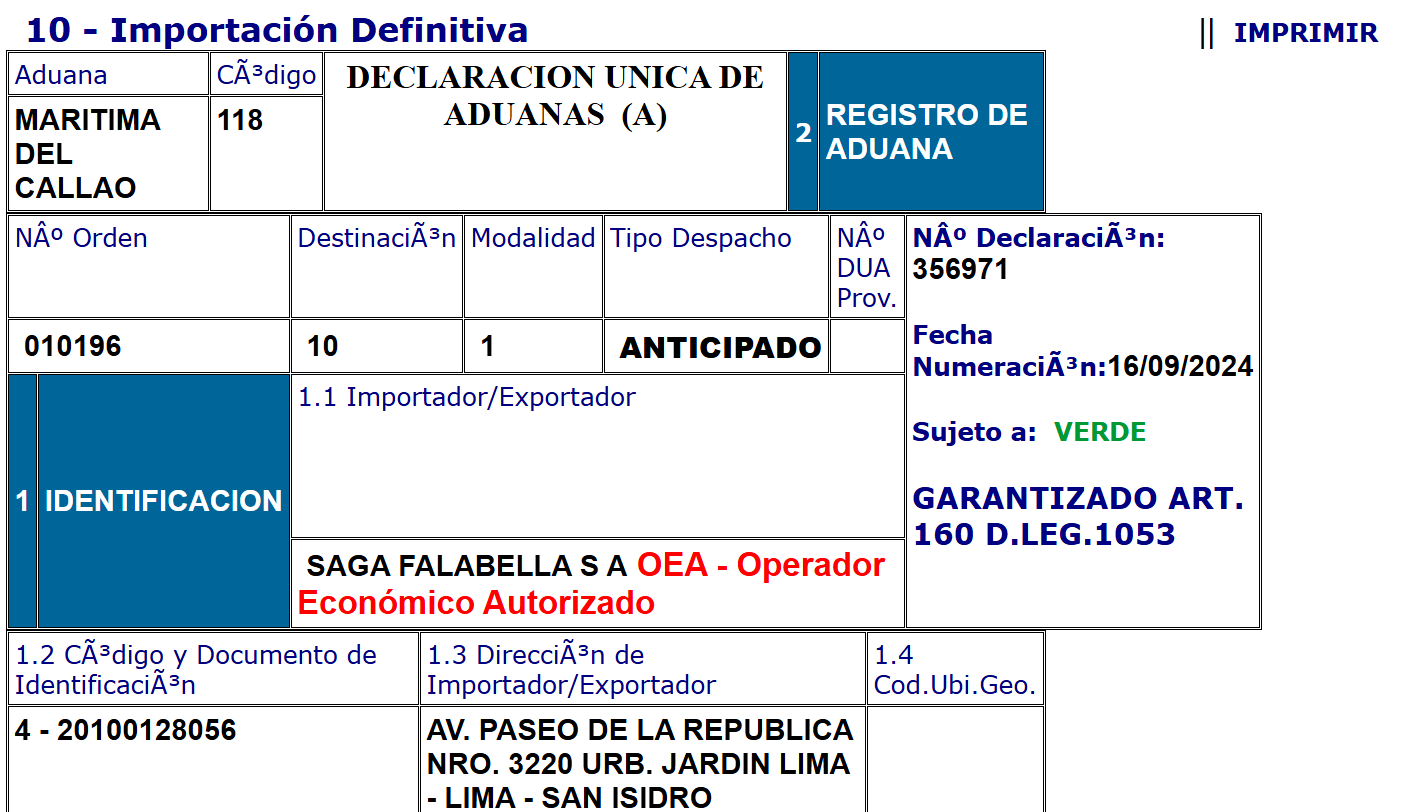 10 - Importación Definitiva
|| IMPRIMIR
Aduana
CÃ³digo
DECLARACION UNICA DE
ADUANAS (A)
2
REGISTRO DE
ADUANA
MARITIMA
DEL
CALLAO
118
NÂº Orden
DestinaciÃ³n
Modalidad
Tipo Despacho
NÂº
DUA
Prov.
NÂº DeclaraciÃ³n:
356971
Fecha
NumeraciÃ³n:16/09/2024
Sujeto a: VERDE
GARANTIZADO ART.
160 D.LEG.1053
010196
10
1
ANTICIPADO
1
IDENTIFICACION
1.1 Importador/Exportador
SAGA FALABELLA S A OEA - Operador
Económico Autorizado
1.2 CÃ³digo y Documento de
IdentificaciÃ³n
1.3 DirecciÃ³n de
Importador/Exportador
1.4
Cod.Ubi.Geo.
4 - 20100128056
AV. PASEO DE LA REPUBLICA
NRO. 3220 URB. JARDIN LIMA
- LIMA - SAN ISIDRO